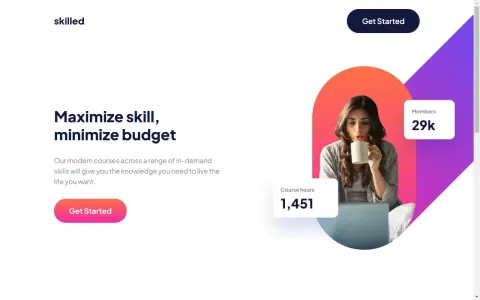 skilled
Get Started
Maximize skill,
minimize budget
Our modern courses across a range of in-demand
skills will give you the knowledge you need to live the
life you want.
Get Started
Members
29k
Course hours
1,451